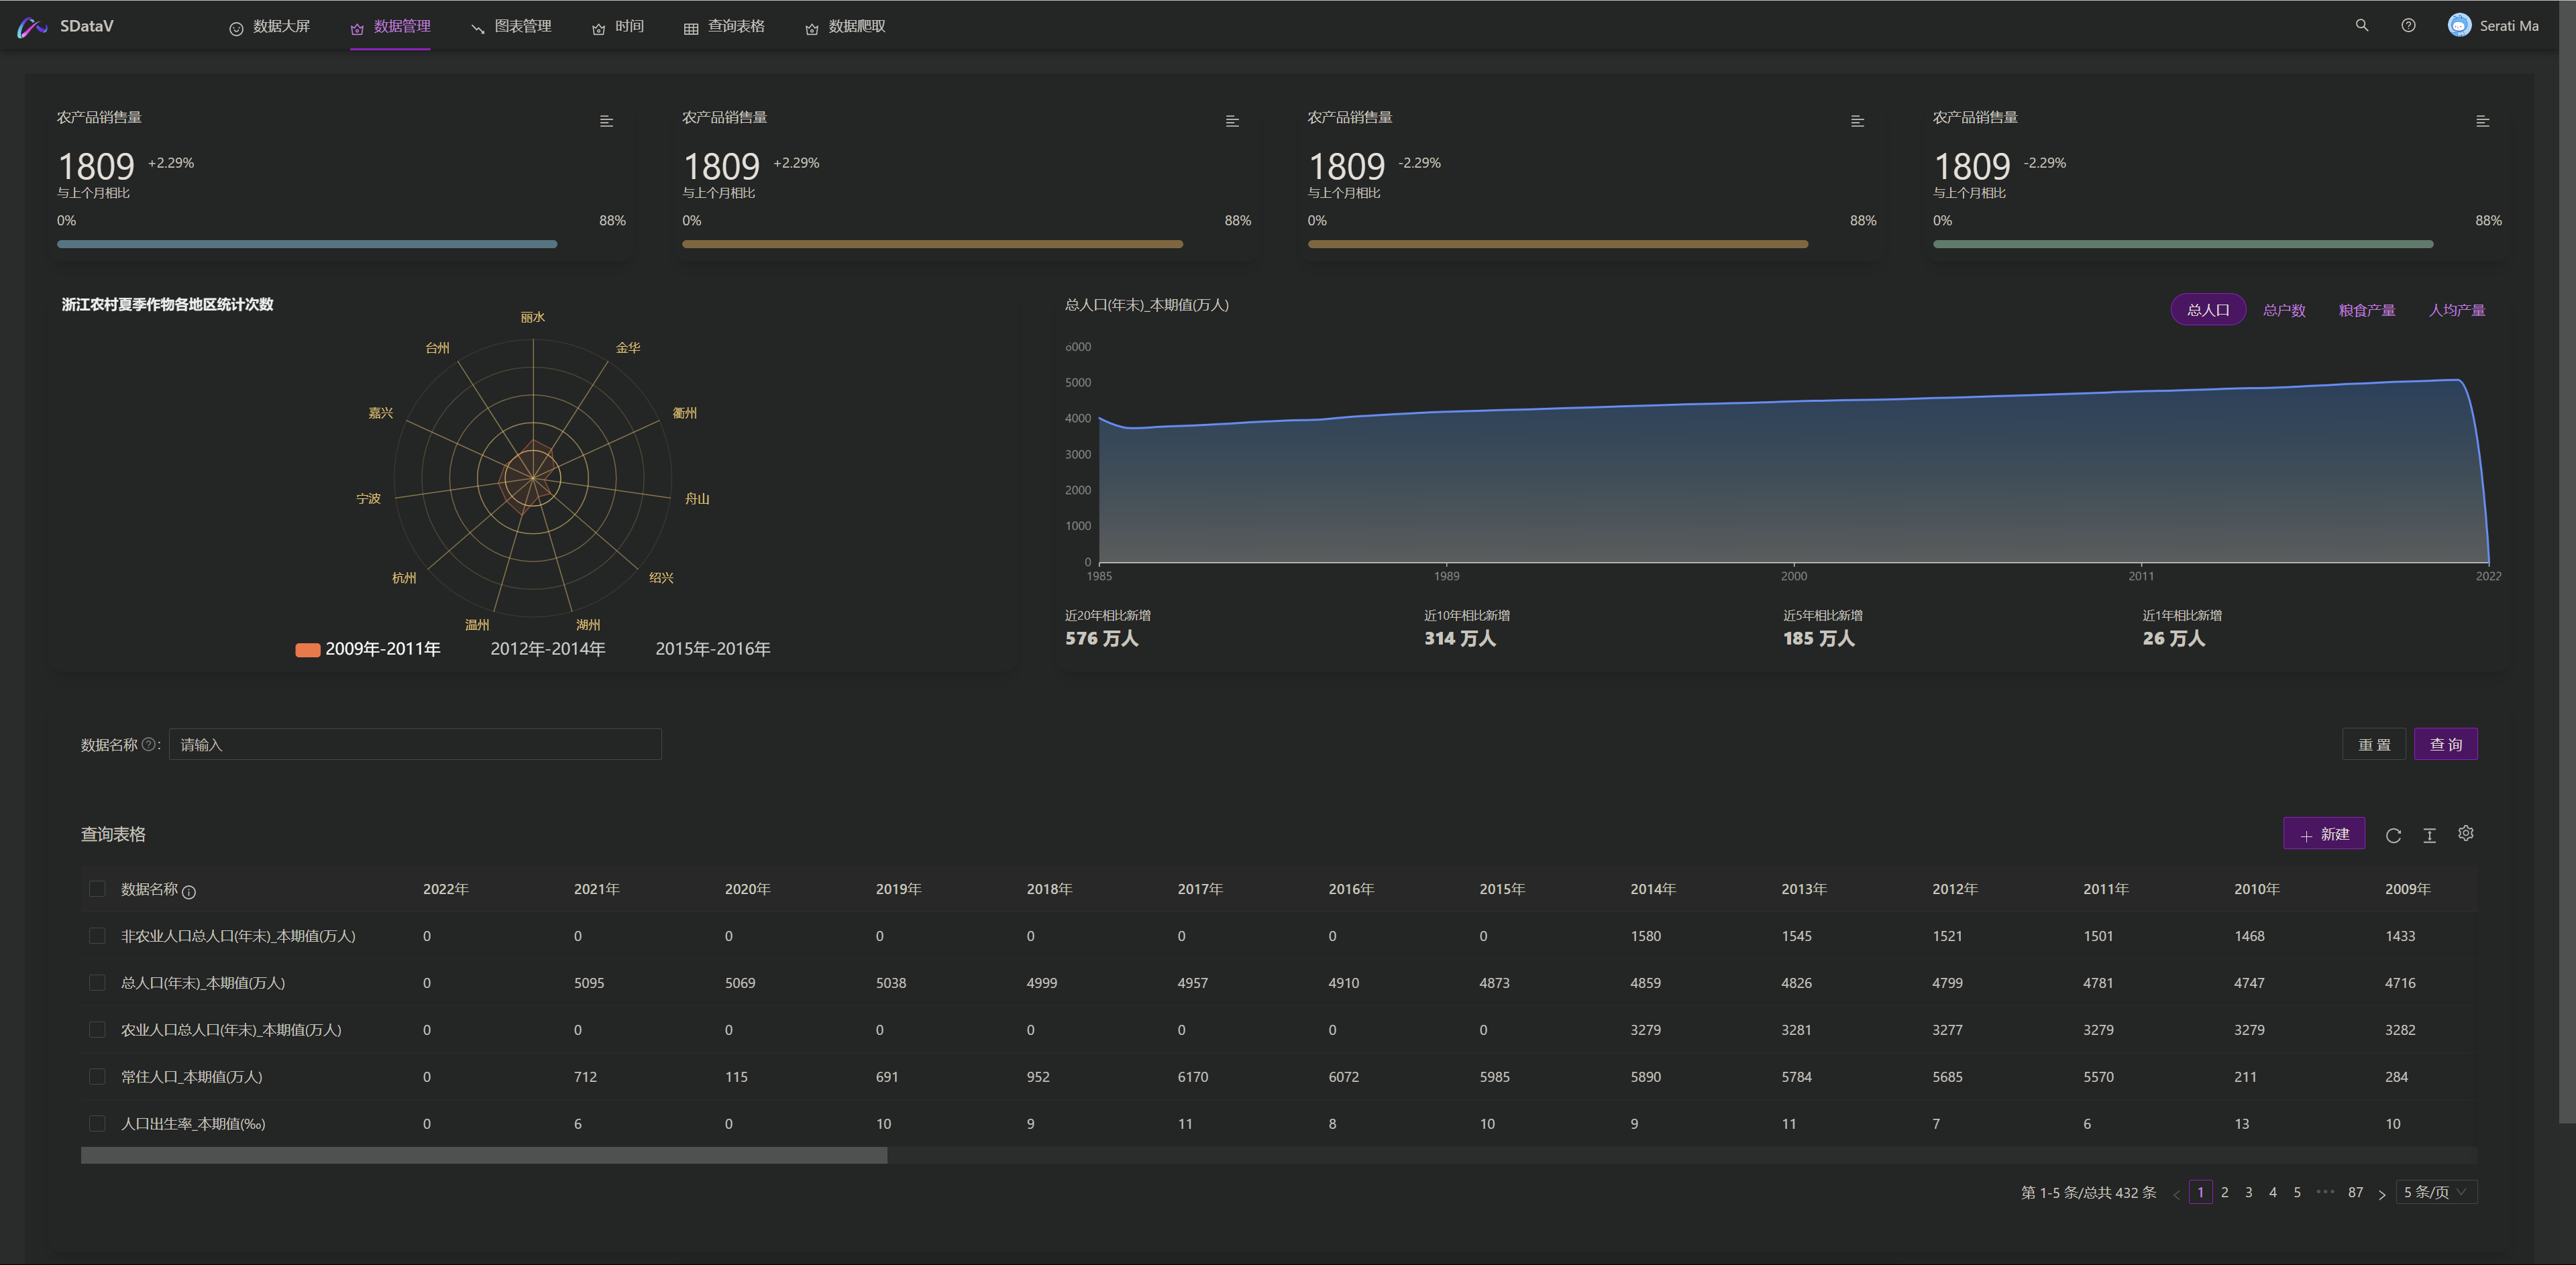 SDataV
数据大屏
数据管理
图表管理
时间
查询表格
数据爬取
Serati Ma
农产品销售量
1809 +2.29%
与上个月相比
0% 88%
农产品销售量
1809 +2.29%
与上个月相比
0% 88%
农产品销售量
1809 -2.29%
与上个月相比
0% 88%
农产品销售量
1809 -2.29%
与上个月相比
0% 88%
浙江农村夏季作物各地区统计次数
丽水
台州
金华
嘉兴
衢州
宁波
舟山
杭州
绍兴
温州
湖州
2009年-2011年 2012年-2014年 2015年-2016年
总人口(年末)_本期值(万人)
总人口 总户数 粮食产量 人均产量
5000
4000
3000
2000
1000
0
1985 1989 2000 2011 2022
近20年相比新增
576 万人
近10年相比新增
314 万人
近5年相比新增
185 万人
近1年相比新增
26 万人
数据名称 ?: 请输入
重 置 查 询
查询表格
+ 新建
数据名称 2022年 2021年 2020年 2019年 2018年 2017年 2016年 2015年 2014年 2013年 2012年 2011年 2010年 2009年
非农业人口总人口(年末)_本期值(万人) 0 0 0 0 0 0 0 0 1580 1545 1521 1501 1468 1433
总人口(年末)_本期值(万人) 0 5095 5069 5038 4999 4957 4910 4873 4859 4826 4799 4781 4747 4716
农业人口总人口(年末)_本期值(万人) 0 0 0 0 0 0 0 0 3279 3281 3277 3279 3279 3282
常住人口_本期值(万人) 0 712 115 691 952 6170 6072 5985 5890 5784 5685 5570 211 284
人口出生率_本期值(‰) 0 6 0 10 9 11 8 10 9 11 7 6 13 10
第 1-5 条/总共 432 条 < 1 2 3 4 5 ••• 87 > 5 条/页